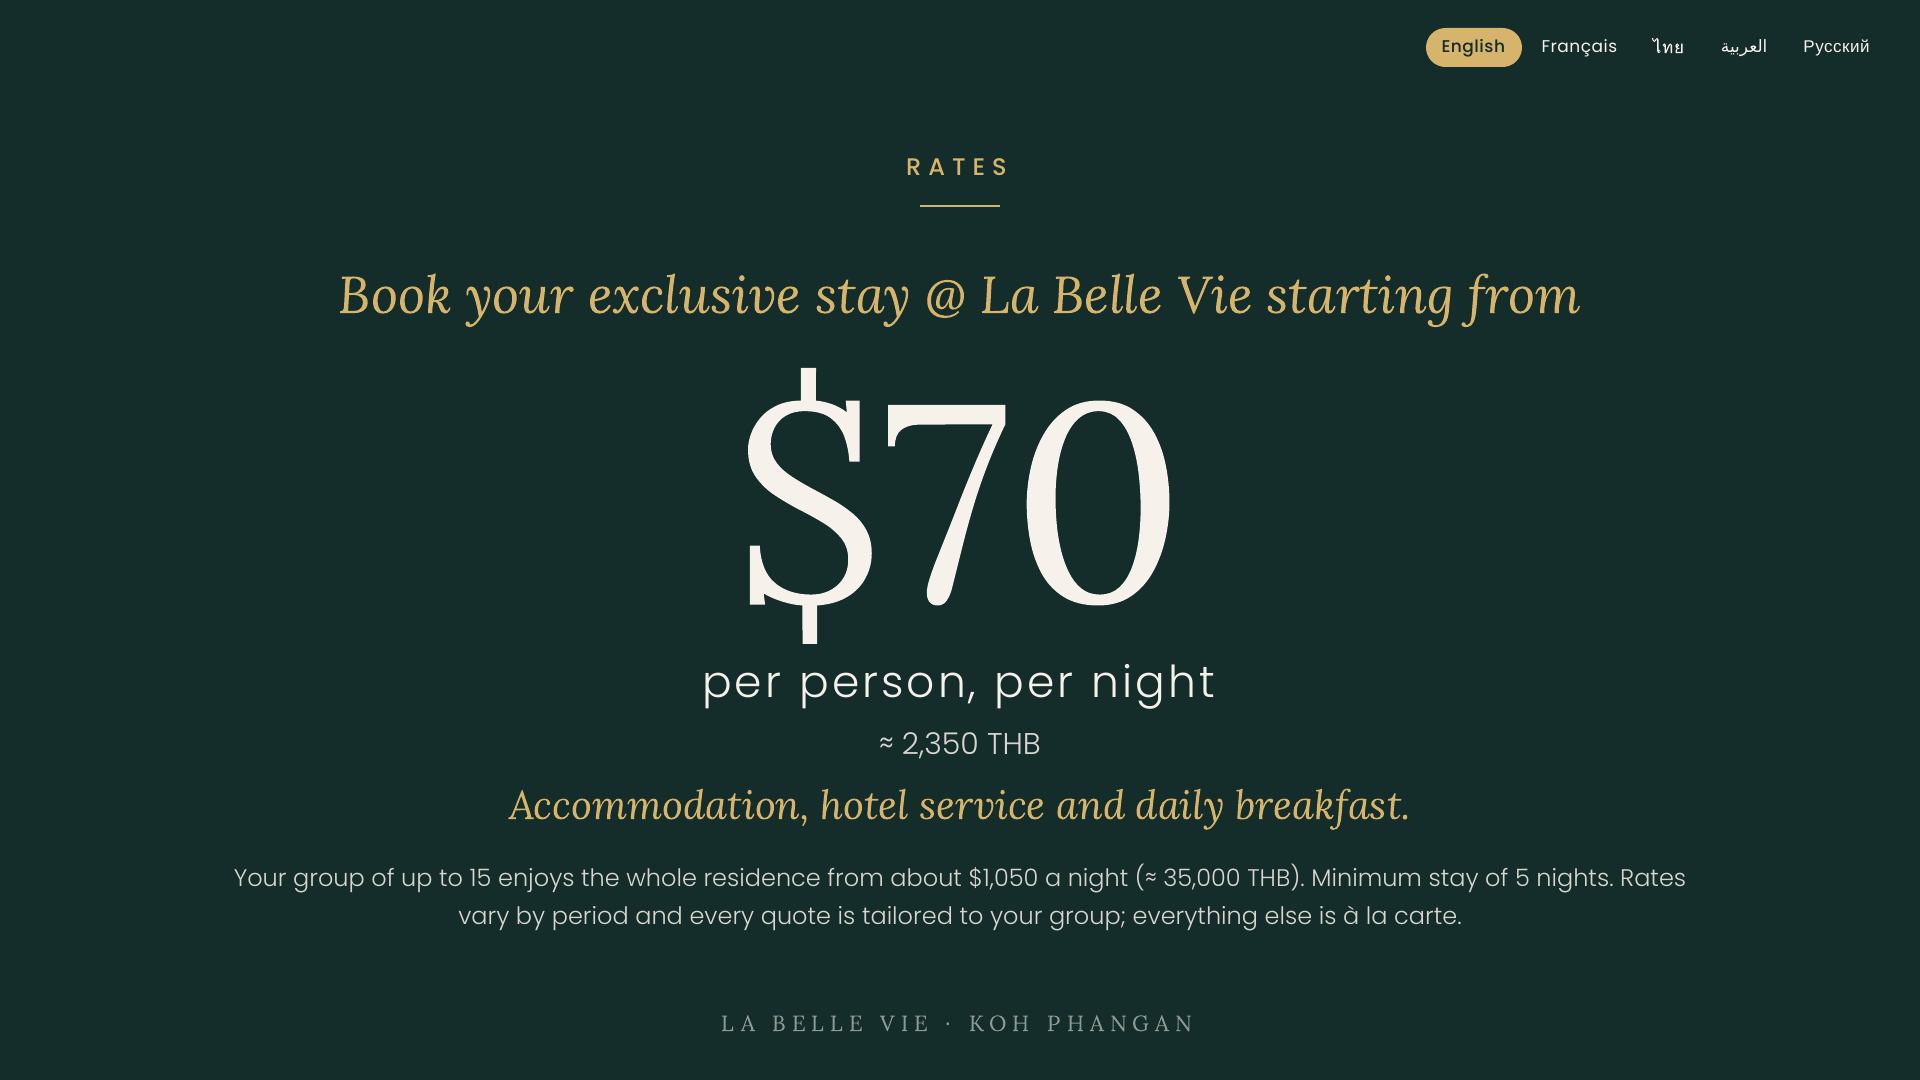 English Français ไทย العربية Русский
RATES
Book your exclusive stay @ La Belle Vie starting from
$70
per person, per night
≈ 2,350 THB
Accommodation, hotel service and daily breakfast.
Your group of up to 15 enjoys the whole residence from about $1,050 a night (≈ 35,000 THB). Minimum stay of 5 nights. Rates
vary by period and every quote is tailored to your group; everything else is à la carte.
LA BELLE VIE · KOH PHANGAN